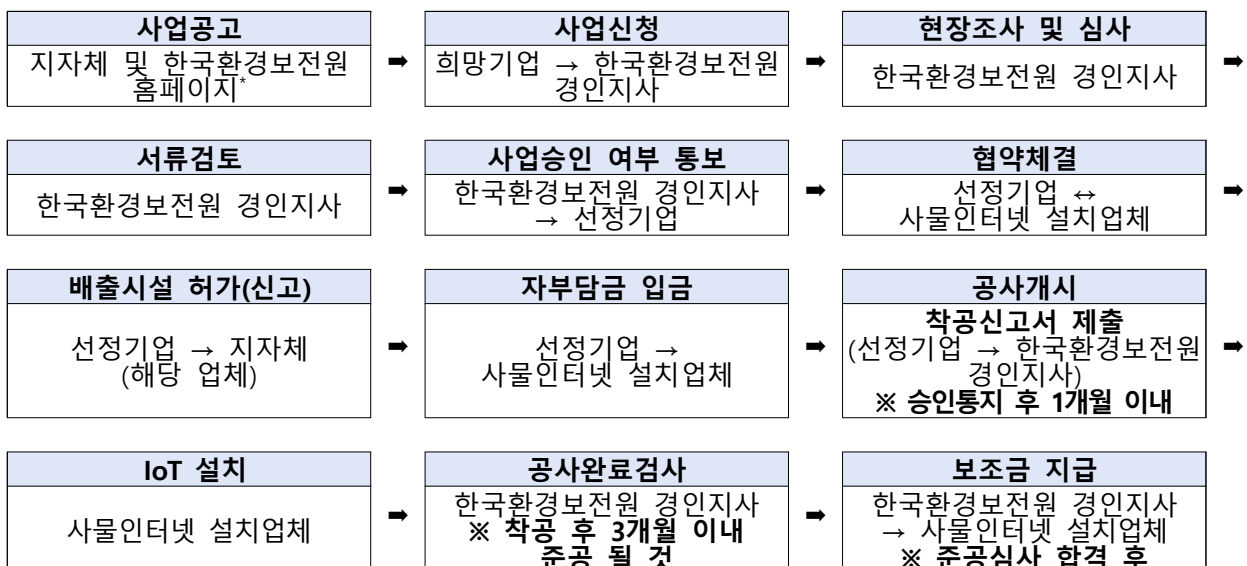 사업공고
지자체 및 한국환경보전원
홈페이지*
➡
사업신청
희망기업 → 한국환경보전원
경인지사
➡
현장조사 및 심사
한국환경보전원 경인지사
➡
서류검토
한국환경보전원 경인지사
➡
사업승인 여부 통보
한국환경보전원 경인지사
→ 선정기업
➡
협약체결
선정기업 ↔
사물인터넷 설치업체
➡
배출시설 허가(신고)
선정기업 → 지자체
(해당 업체)
➡
자부담금 입금
선정기업 →
사물인터넷 설치업체
➡
공사개시
착공신고서 제출
(선정기업 → 한국환경보전원
경인지사)
※ 승인통지 후 1개월 이내
➡
IoT 설치
사물인터넷 설치업체
➡
공사완료검사
한국환경보전원 경인지사
※ 착공 후 3개월 이내
준공 될 것
➡
보조금 지급
한국환경보전원 경인지사
→ 사물인터넷 설치업체
※ 준공심사 합격 후